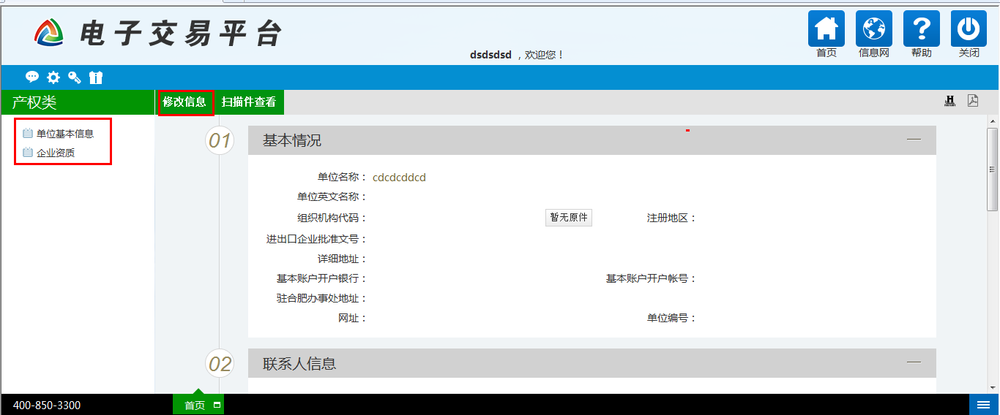 电子交易平台
dsdsdsd ，欢迎您！
首页 信息网 帮助 关闭
产权类
修改信息 扫描件查看
HISTORY
单位基本信息
企业资质
01 基本情况
单位名称： cdcdcddcd
单位英文名称：
组织机构代码： 暂无原件 注册地区：
进出口企业批准文号：
详细地址：
基本账户开户银行： 基本账户开户帐号：
驻合肥办事处地址：
网址： 单位编号：
02 联系人信息
400-850-3300 首页